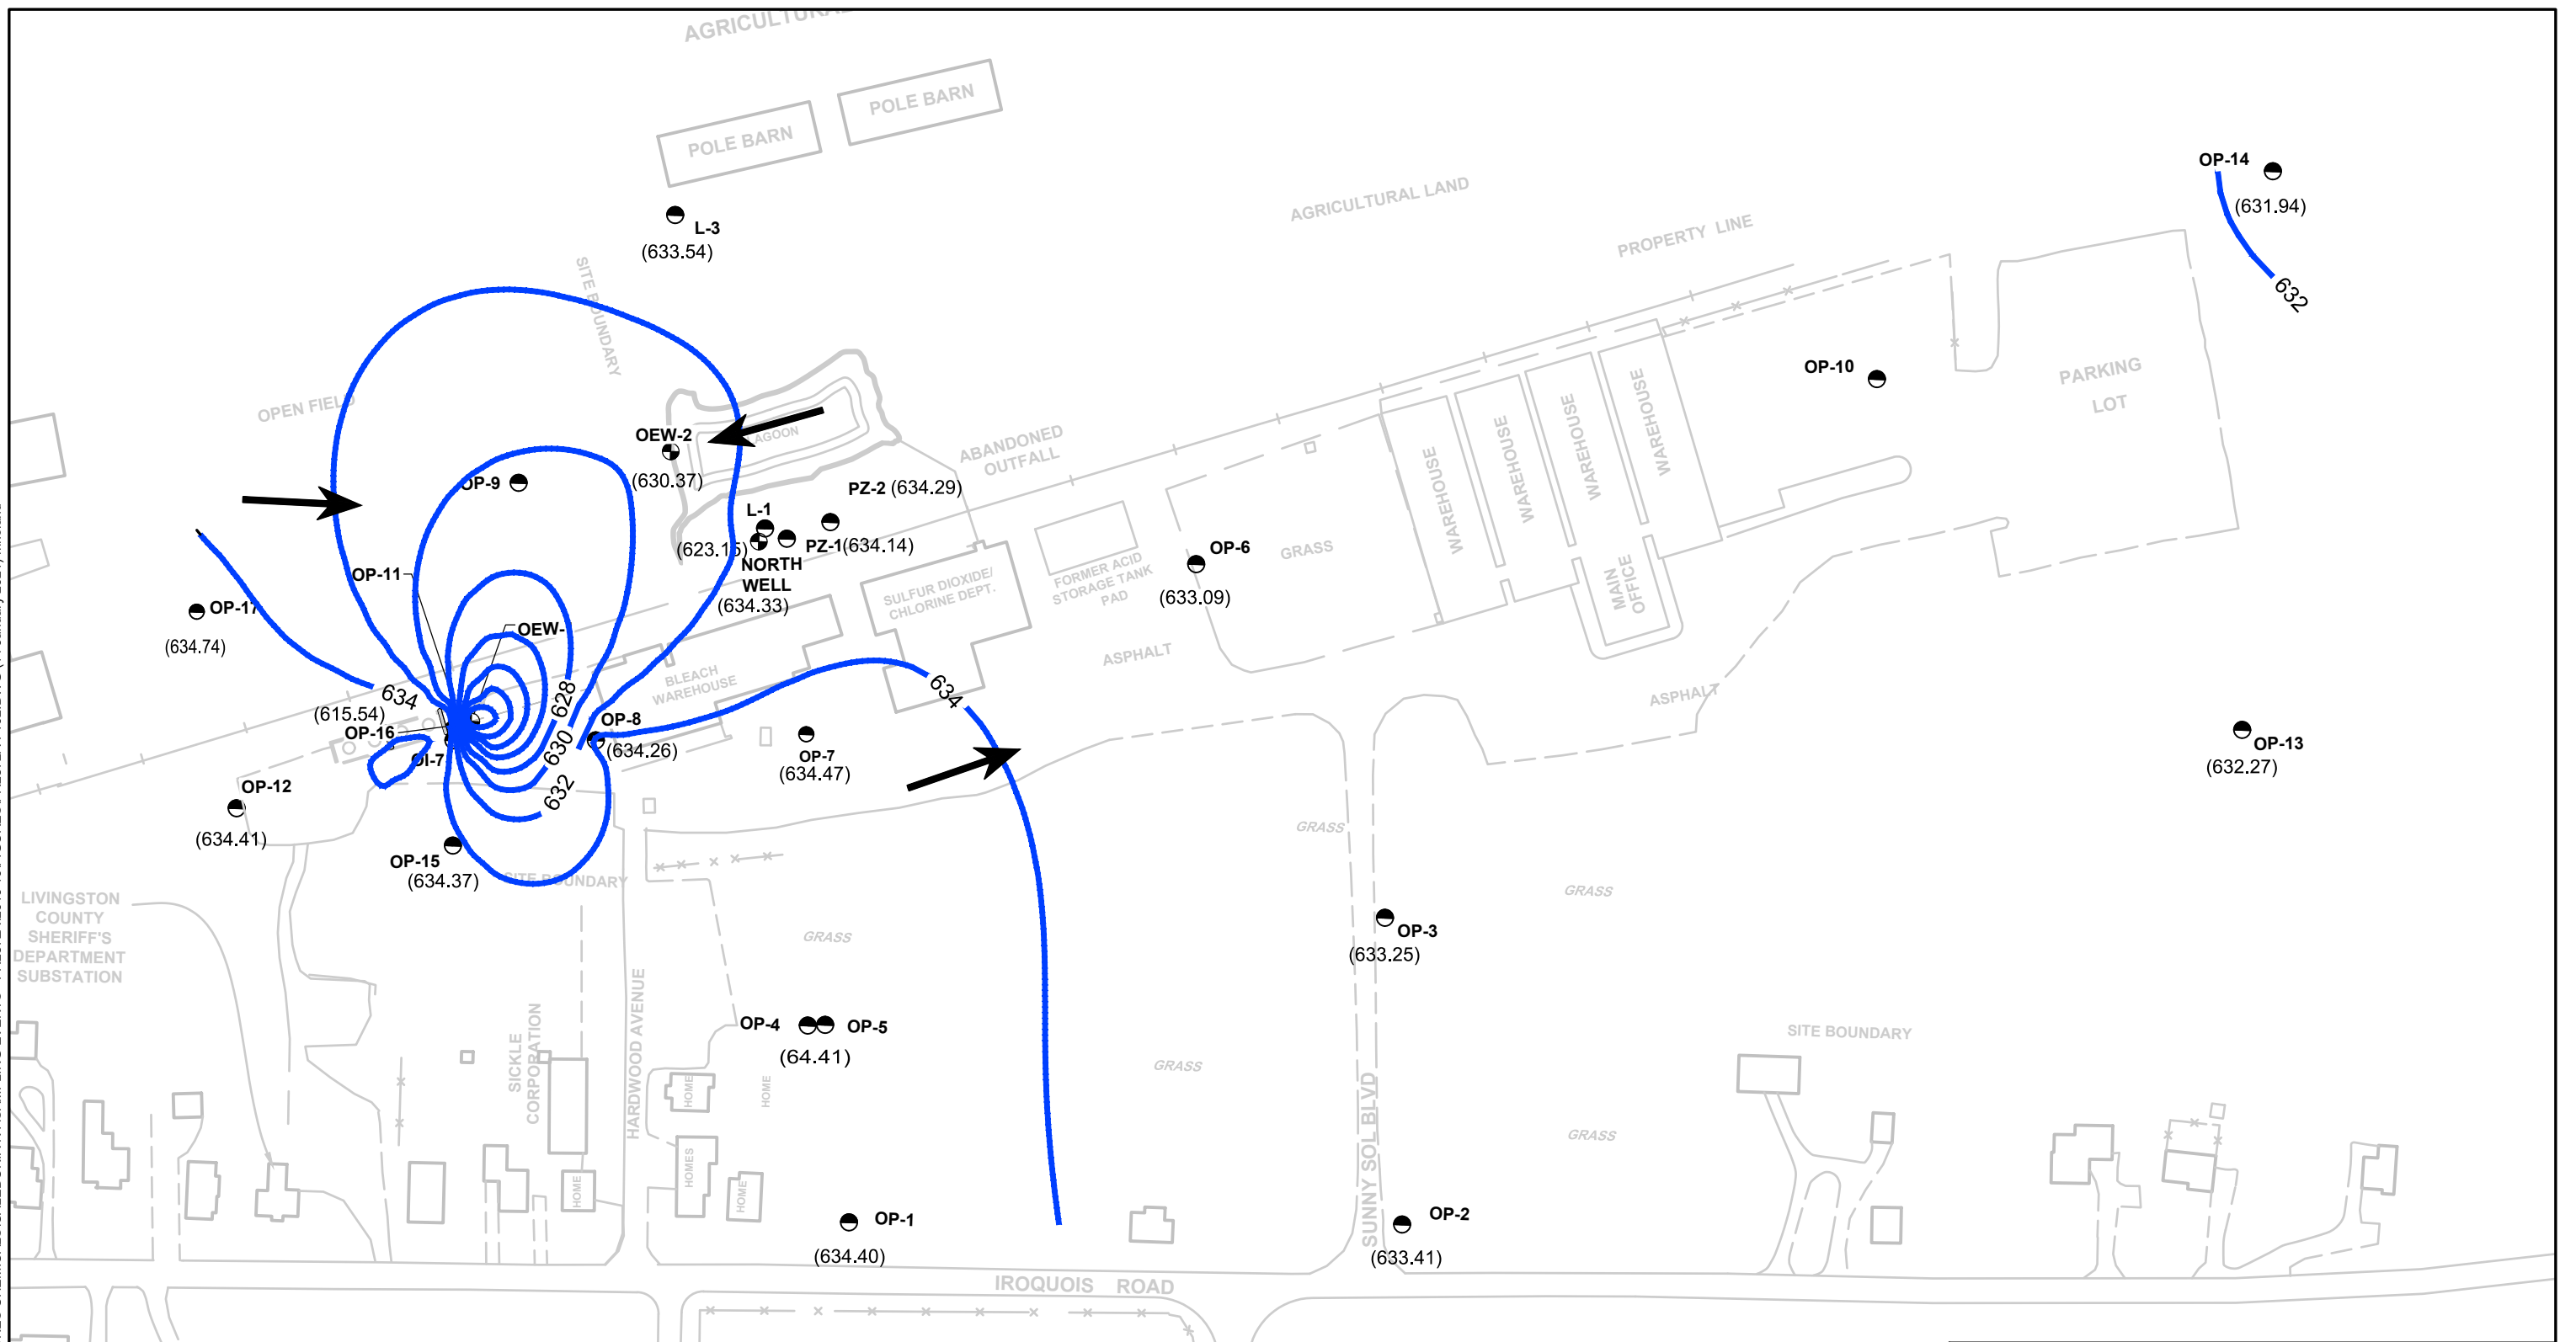 AGRICULTURAL
POLE BARN
POLE BARN
OP-14
(631.94)
632
AGRICULTURAL LAND
PROPERTY LINE
L-3
(633.54)
SITE BOUNDARY
OPEN FIELD
OP-10
PARKING
LOT
OEW-2
(630.37)
LAGOON
OP-9
ABANDONED
OUTFALL
WAREHOUSE
WAREHOUSE
WAREHOUSE
WAREHOUSE
PZ-2 (634.29)
L-1
(623.15)
PZ-1(634.14)
NORTH
WELL
(634.33)
OP-6
(633.09)
GRASS
FORMER ACID
STORAGE TANK
PAD
SULFUR DIOXIDE/
CHLORINE DEPT.
MAIN
OFFICE
OP-11
OP-17
(634.74)
OEW-
ASPHALT
BLEACH
WAREHOUSE
ASPHALT
634
634
628
(615.54)
OP-16
OP-8
(634.26)
630
OI-7
632
OP-7
(634.47)
OP-13
(632.27)
OP-12
(634.41)
OP-15
(634.37)
SITE BOUNDARY
GRASS
GRASS
LIVINGSTON
COUNTY
SHERIFF'S
DEPARTMENT
SUBSTATION
GRASS
OP-3
(633.25)
OP-4
OP-5
(64.41)
SITE BOUNDARY
SICKLE
CORPORATION
HARDWOOD AVENUE
GRASS
HOME
HOME
SUNNY SOL BLVD
GRASS
HOME
HOMES
HOME
OP-1
(634.40)
OP-2
(633.41)
IROQUOIS ROAD